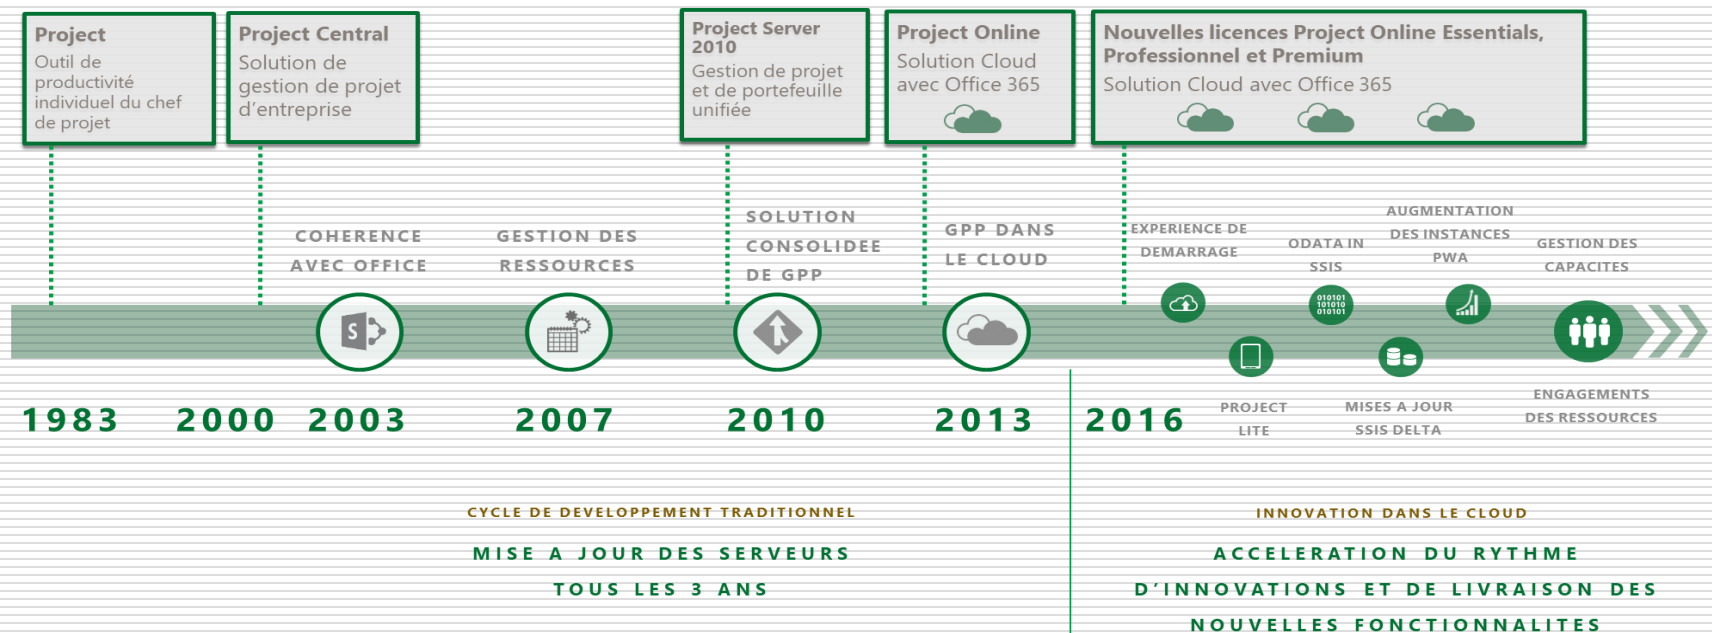 Project
Outil de
productivité
individuel du chef
de projet
Project Central
Solution de
gestion de projet
d’entreprise
Project Server
2010
Gestion de projet
et de portefeuille
unifiée
Project Online
Solution Cloud
avec Office 365
Nouvelles licences Project Online Essentials,
Professionnel et Premium
Solution Cloud avec Office 365
COHERENCE
AVEC OFFICE
GESTION DES
RESSOURCES
SOLUTION
CONSOLIDEE
DE GPP
GPP DANS
LE CLOUD
EXPERIENCE DE
DEMARRAGE
ODATA IN
SSIS
AUGMENTATION
DES INSTANCES
PWA
GESTION DES
CAPACITES
S
010101
101010
010101
1983
2000
2003
2007
2010
2013
2016
PROJECT
LITE
MISES A JOUR
SSIS DELTA
ENGAGEMENTS
DES RESSOURCES
CYCLE DE DEVELOPPEMENT TRADITIONNEL
MISE A JOUR DES SERVEURS
TOUS LES 3 ANS
INNOVATION DANS LE CLOUD
ACCELERATION DU RYTHME
D’INNOVATIONS ET DE LIVRAISON DES
NOUVELLES FONCTIONNALITES